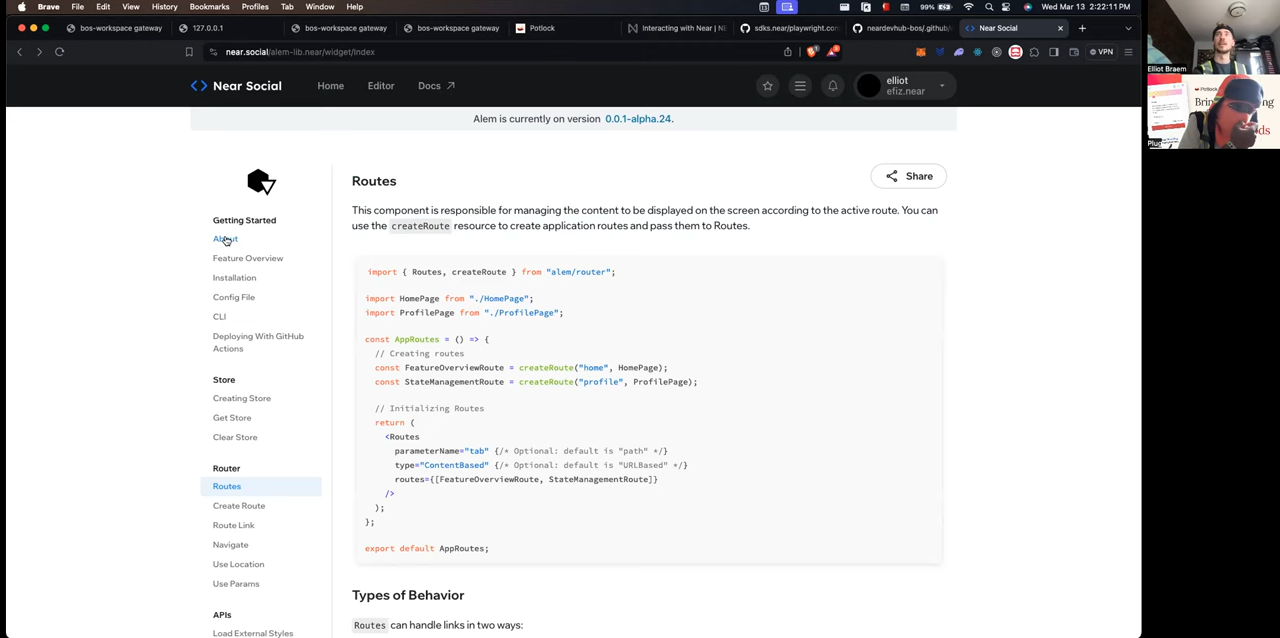 Brave File Edit View History Bookmarks Profiles Tab Window Help 99% Wed Mar 13 2:22:11 PM
bos-workspace gateway 127.0.0.1 bos-workspace gateway bos-workspace gateway Potlock Interacting with Near | NE sdks.near/playwright.con neardevhub-bos/.github/ Near Social
near.social/alem-lib.near/widget/Index VPN
Near Social Home Editor Docs elliot
efiz.near
Elliot Braem
Potlock
Plug
Alem is currently on version 0.0.1-alpha.24.
Share
Getting Started
About
Feature Overview
Installation
Config File
CLI
Deploying With GitHub
Actions
Store
Creating Store
Get Store
Clear Store
Router
Routes
Create Route
Route Link
Navigate
Use Location
Use Params
APIs
Load External Styles
Routes
This component is responsible for managing the content to be displayed on the screen according to the active route. You can
use the createRoute resource to create application routes and pass them to Routes.
import { Routes, createRoute } from "alem/router";
import HomePage from "./HomePage";
import ProfilePage from "./ProfilePage";
const AppRoutes = () => {
// Creating routes
const FeatureOverviewRoute = createRoute("home", HomePage);
const StateManagementRoute = createRoute("profile", ProfilePage);
// Initializing Routes
return (
<Routes
parameterName="tab" {/* Optional: default is "path" */}
type="ContentBased" {/* Optional: default is "URLBased" */}
routes={[FeatureOverviewRoute, StateManagementRoute]}
/>
);
};
export default AppRoutes;
Types of Behavior
Routes can handle links in two ways: